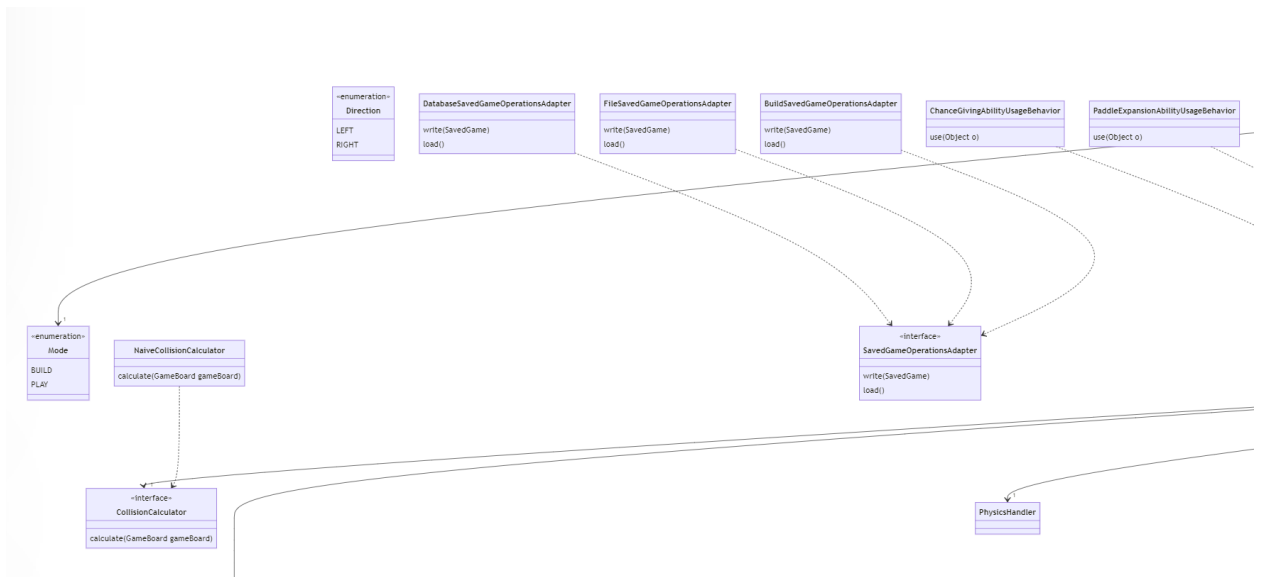 «enumeration»
Direction
LEFT
RIGHT
DatabaseSavedGameOperationsAdapter
write(SavedGame)
load()
FileSavedGameOperationsAdapter
write(SavedGame)
load()
BuildSavedGameOperationsAdapter
write(SavedGame)
load()
ChanceGivingAbilityUsageBehavior
use(Object o)
PaddleExpansionAbilityUsageBehavior
use(Object o)
1
«enumeration»
Mode
BUILD
PLAY
NaiveCollisionCalculator
calculate(GameBoard gameBoard)
«interface»
SavedGameOperationsAdapter
write(SavedGame)
load()
1
«interface»
CollisionCalculator
calculate(GameBoard gameBoard)
1
PhysicsHandler